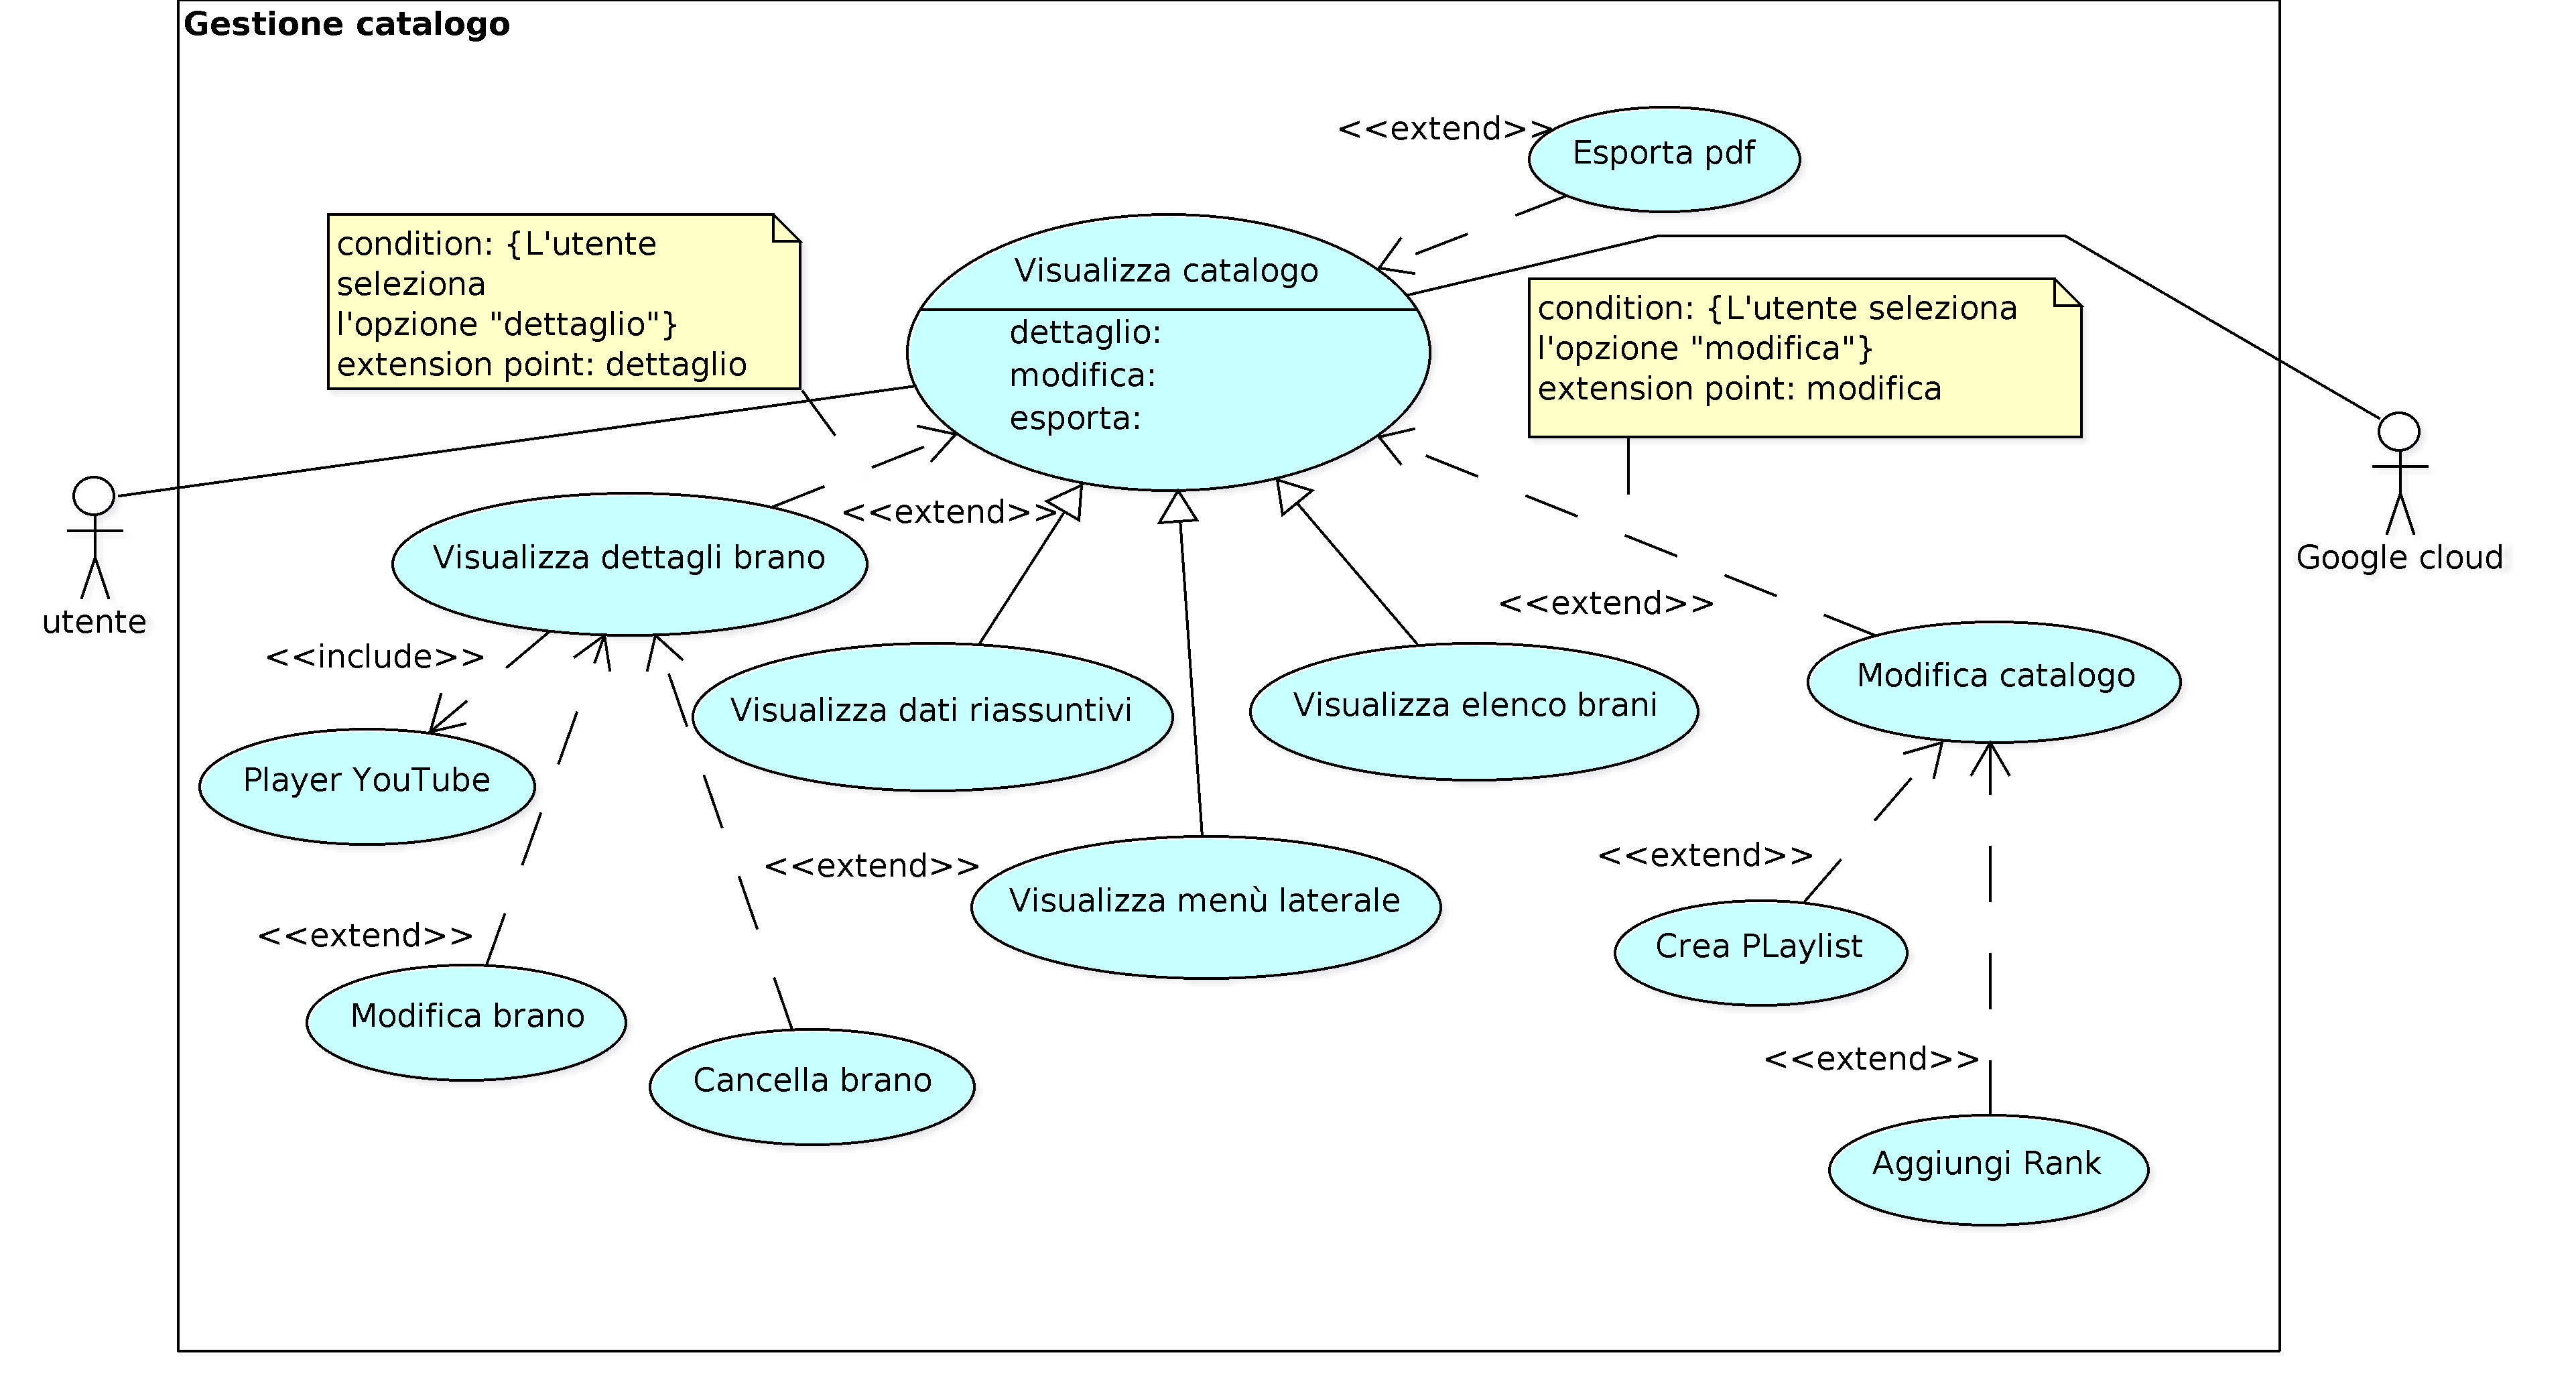 Gestione catalogo
<<extend>>
Esporta pdf
condition: {L'utente
seleziona
l'opzione "dettaglio"}
extension point: dettaglio
Visualizza catalogo
dettaglio:
modifica:
esporta:
condition: {L'utente seleziona
l'opzione "modifica"}
extension point: modifica
utente
Google cloud
<<extend>>
Visualizza dettagli brano
<<extend>>
<<include>>
Visualizza dati riassuntivi
Visualizza elenco brani
Modifica catalogo
Player YouTube
<<extend>>
<<extend>>
Visualizza menù laterale
<<extend>>
Crea PLaylist
Modifica brano
Cancella brano
<<extend>>
Aggiungi Rank